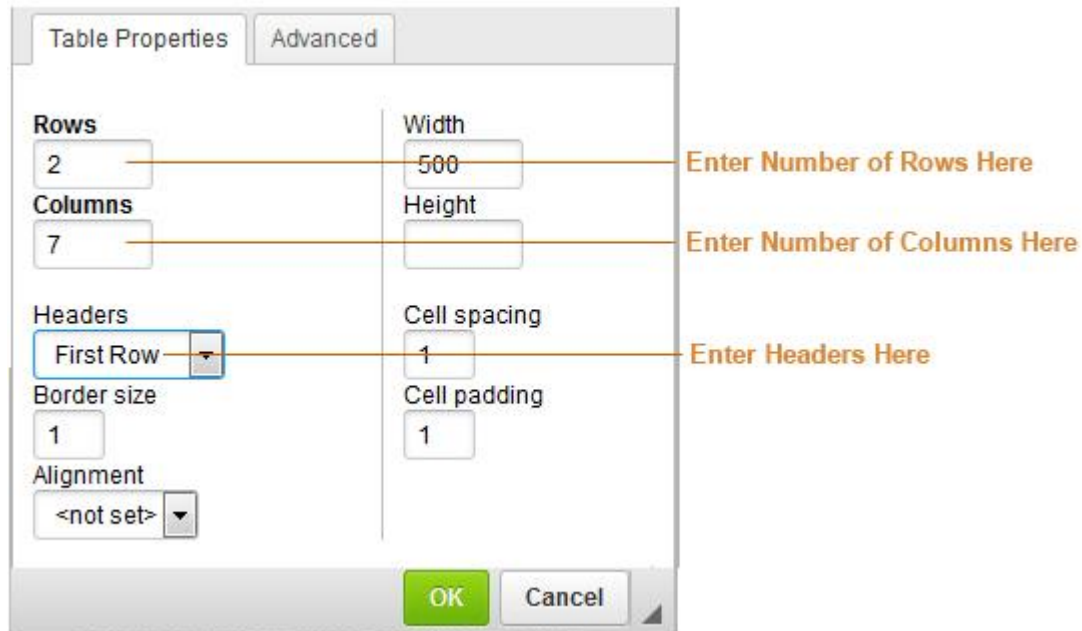 Table Properties Advanced
Rows Width
2 500 Enter Number of Rows Here
Columns Height
7 Enter Number of Columns Here
Headers Cell spacing
First Row 1 Enter Headers Here
Border size Cell padding
1 1
Alignment
<not set>
OK Cancel